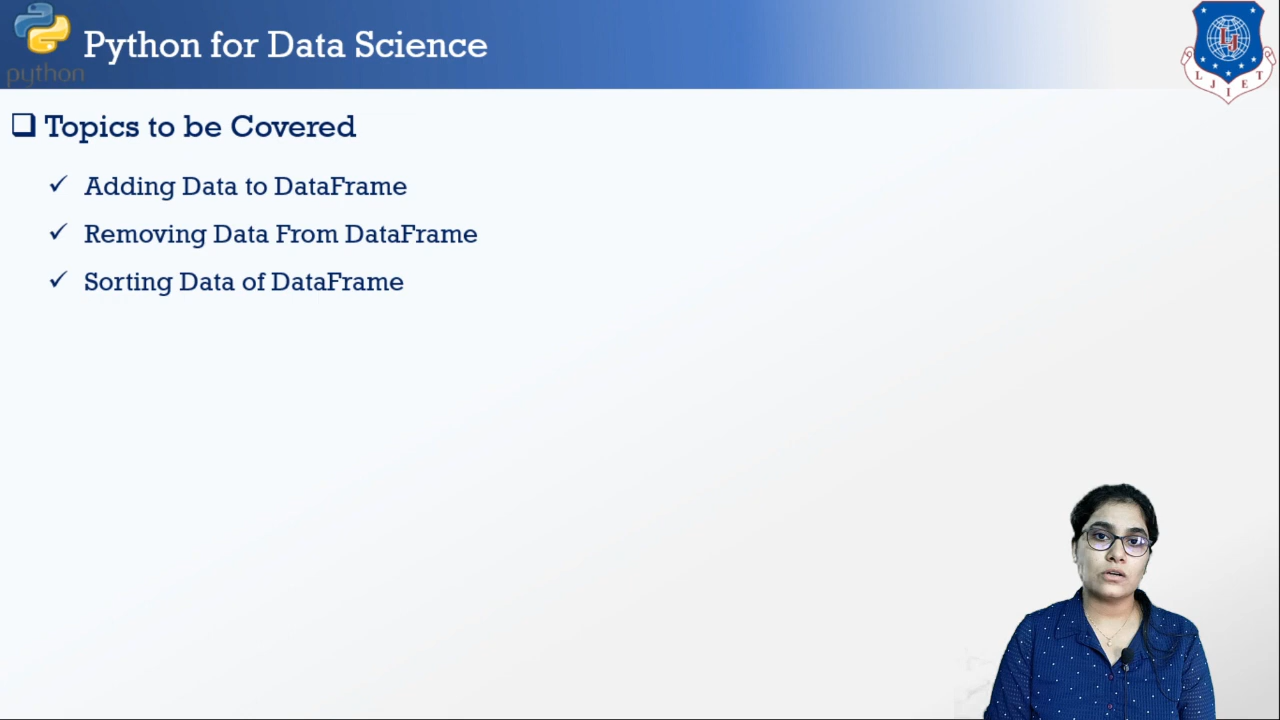 Python for Data Science
python
LJ
L J I E T
Topics to be Covered
Adding Data to DataFrame
Removing Data From DataFrame
Sorting Data of DataFrame